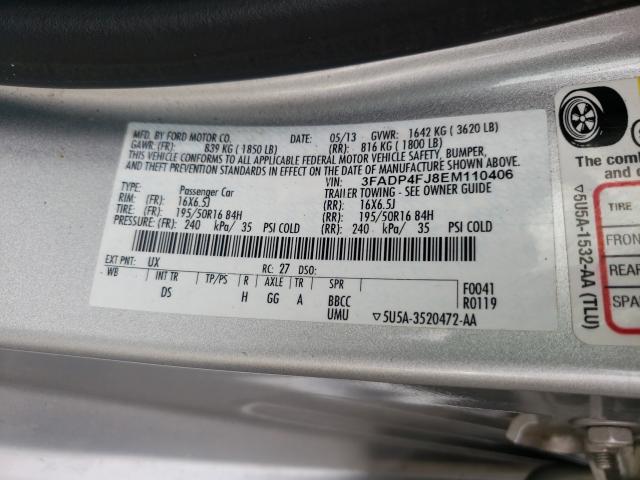 MFD. BY FORD MOTOR CO. DATE: 05/13 GVWR: 1642 KG ( 3620 LB)
GAWR: (FR): 839 KG ( 1850 LB) (RR): 816 KG ( 1800 LB)
THIS VEHICLE CONFORMS TO ALL APPLICABLE FEDERAL MOTOR VEHICLE SAFETY, BUMPER,
AND THEFT PREVENTION STANDARDS IN EFFECT ON THE DATE OF MANUFACTURE SHOWN ABOVE.
VIN: 3FADP4FJ8EM110406
TYPE: Passenger Car TRAILER TOWING - SEE OWNER GUIDE
RIM: (FR): 16X6.5J (RR): 16X6.5J
TIRE: (FR): 195/50R16 84H (RR): 195/50R16 84H
PRESSURE: (FR): 240 kPa/ 35 PSI COLD (RR): 240 kPa/ 35 PSI COLD
EXT PNT: UX RC: 27 DSO:
WB INT TR TP/PS R AXLE TR SPR F0041
DS H GG A BBCC R0119
UMU ▽5U5A-3520472-AA
▽5U5A-1532-AA (TLU)
The com
TIRE
FRON
REAR
SPA